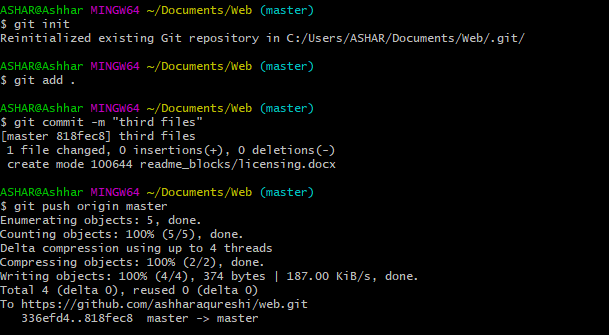 ASHAR@Ashhar MINGW64 ~/Documents/Web (master)
$ git init
Reinitialized existing Git repository in C:/Users/ASHAR/Documents/Web/.git/
ASHAR@Ashhar MINGW64 ~/Documents/Web (master)
$ git add .
ASHAR@Ashhar MINGW64 ~/Documents/Web (master)
$ git commit -m "third files"
[master 818fec8] third files
 1 file changed, 0 insertions(+), 0 deletions(-)
 create mode 100644 readme_blocks/licensing.docx
ASHAR@Ashhar MINGW64 ~/Documents/Web (master)
$ git push origin master
Enumerating objects: 5, done.
Counting objects: 100% (5/5), done.
Delta compression using up to 4 threads
Compressing objects: 100% (2/2), done.
Writing objects: 100% (4/4), 374 bytes | 187.00 KiB/s, done.
Total 4 (delta 0), reused 0 (delta 0)
To https://github.com/ashharaqureshi/web.git
   336efd4..818fec8  master -> master